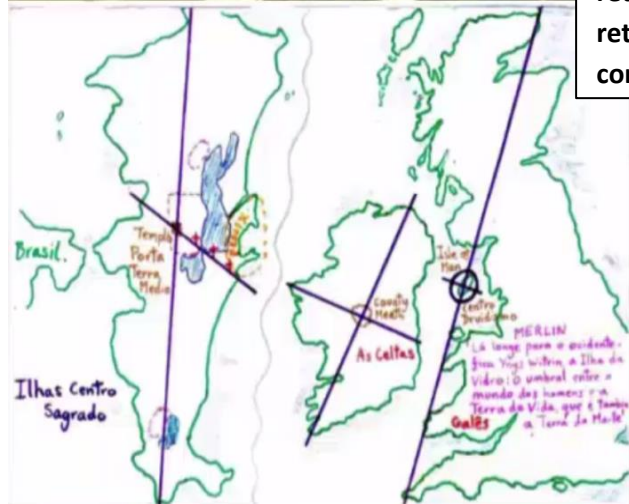 ret
con
Brasil.
Templo
Porta
Terra
Media
Ilhas Centro
Sagrado
County
Meath
As Celtas
Isle of
Man
Centro
Druidismo
MERLIN
Lá longe para o ocidente
fica Ynys Witrin, a Ilha de
Vidro: o umbral entre o
mundo dos homens e a
Terra da Vida, que é também
a Terra da Morte
Galês